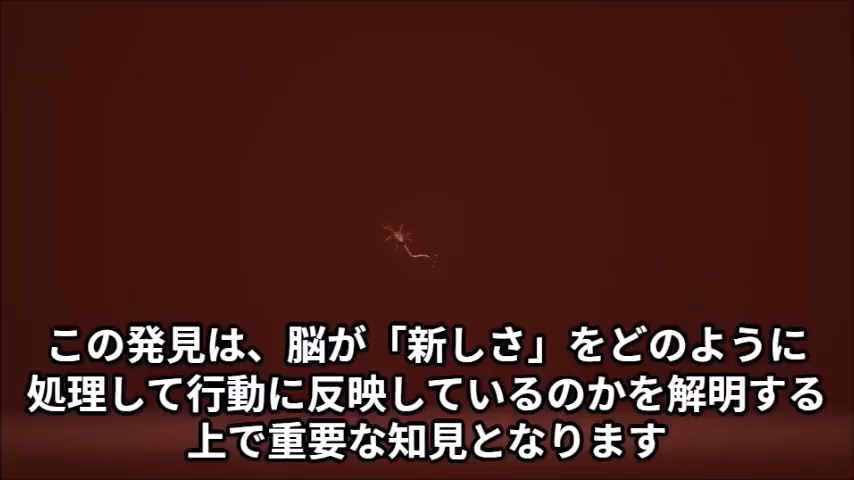 この発見は、脳が「新しさ」をどのように
処理して行動に反映しているのかを解明する
上で重要な知見となります